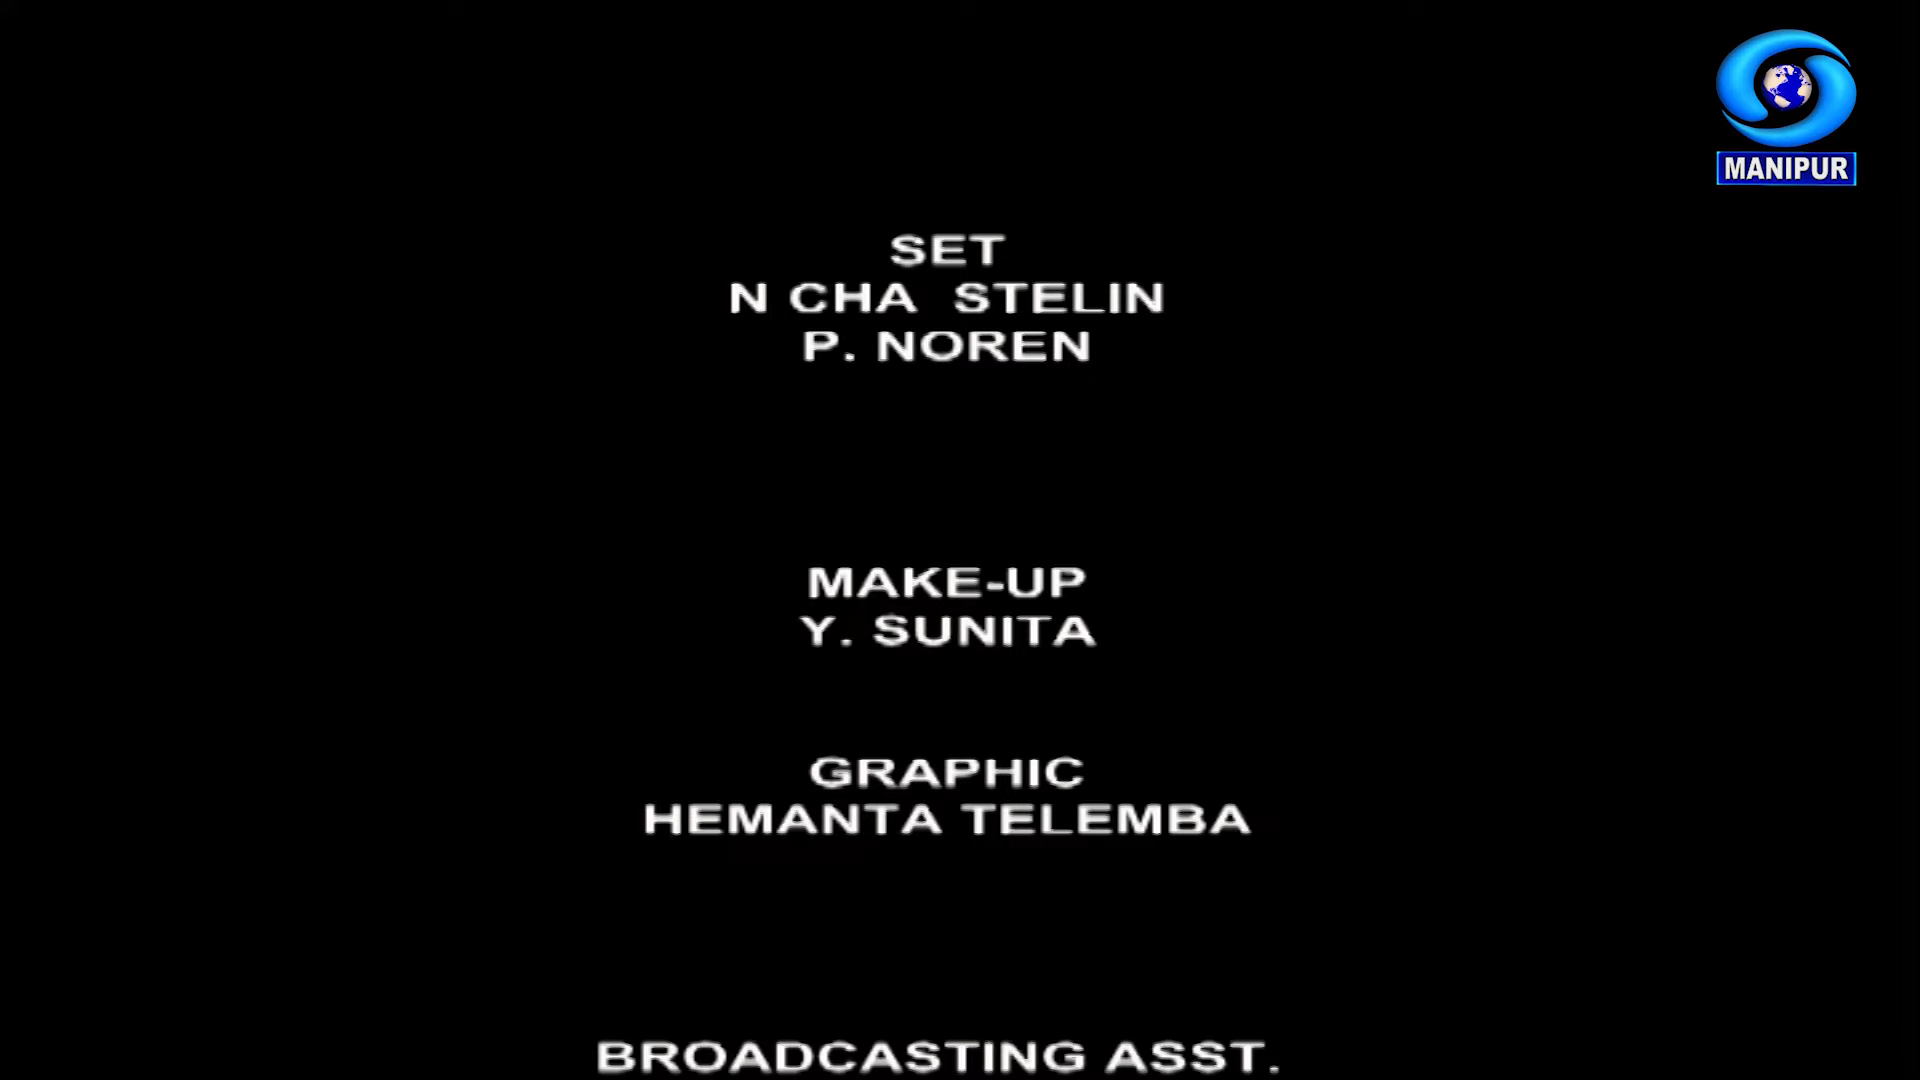 MANIPUR
SET
N CHA  STELIN
P. NOREN
MAKE-UP
Y. SUNITA
GRAPHIC
HEMANTA TELEMBA
BROADCASTING ASST.